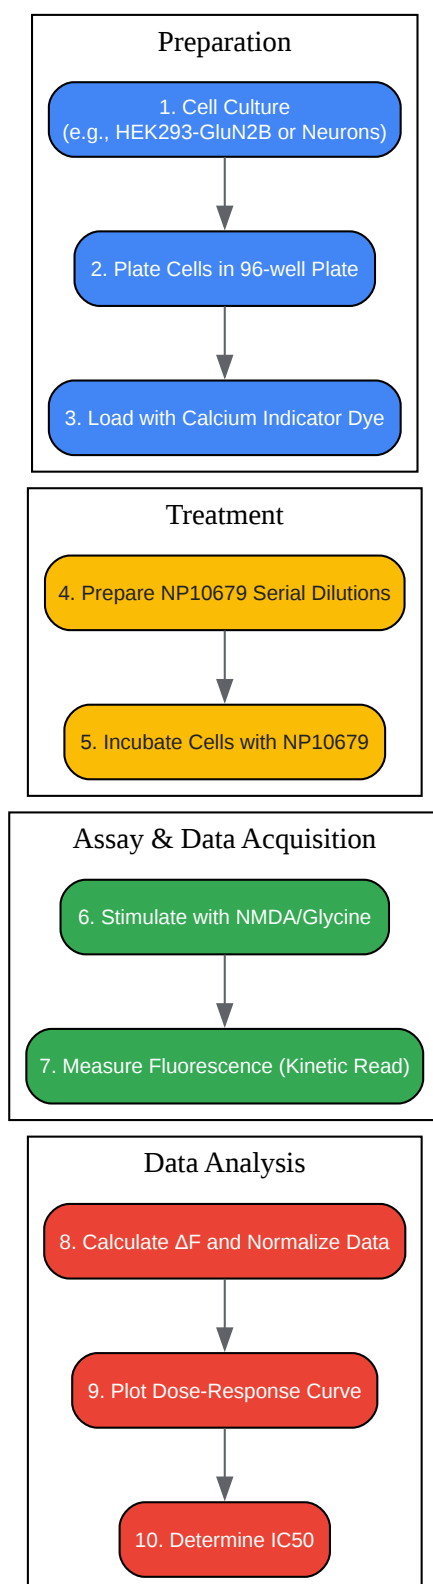 Preparation
1. Cell Culture
(e.g., HEK293-GluN2B or Neurons)
2. Plate Cells in 96-well Plate
3. Load with Calcium Indicator Dye
Treatment
4. Prepare NP10679 Serial Dilutions
5. Incubate Cells with NP10679
Assay & Data Acquisition
6. Stimulate with NMDA/Glycine
7. Measure Fluorescence (Kinetic Read)
Data Analysis
8. Calculate ΔF and Normalize Data
9. Plot Dose-Response Curve
10. Determine IC50